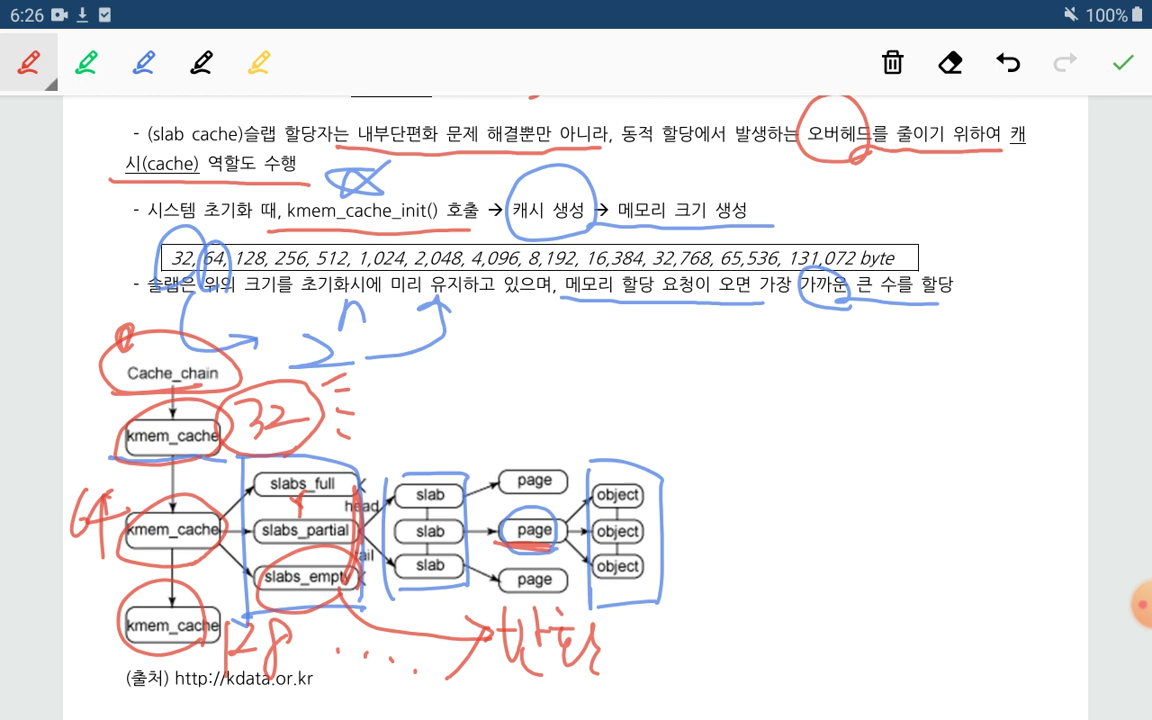 6:26 100%
- (slab cache)슬랩 할당자는 내부단편화 문제 해결뿐만 아니라, 동적 할당에서 발생하는 오버헤드를 줄이기 위하여 캐
시(cache) 역할도 수행
- 시스템 초기화 때, kmem_cache_init() 호출 → 캐시 생성 → 메모리 크기 생성
32, 64, 128, 256, 512, 1,024, 2,048, 4,096, 8,192, 16,384, 32,768, 65,536, 131,072 byte
- 슬랩은 위의 크기를 초기화시에 미리 유지하고 있으며, 메모리 할당 요청이 오면 가장 가까운 큰 수를 할당
2 n
Cache_chain
kmem_cache 32
slabs_full head slab page object
64 kmem_cache slabs_partial slab page object
slabs_empty tail slab page object
kmem_cache 128 ..... 반환
(출처) http://kdata.or.kr